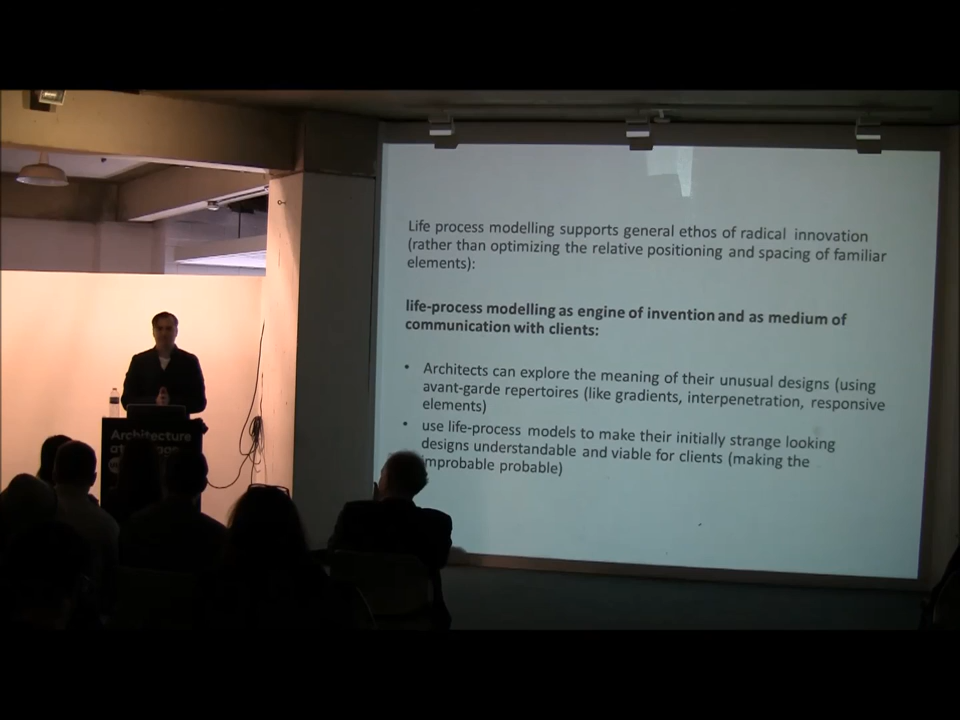 Architecture
Life process modelling supports general ethos of radical innovation
(rather than optimizing the relative positioning and spacing of familiar
elements):
life-process modelling as engine of invention and as medium of
communication with clients:
• Architects can explore the meaning of their unusual designs (using
avant-garde repertoires (like gradients, interpenetration, responsive
elements)
• use life-process models to make their initially strange looking
designs understandable and viable for clients (making the
improbable probable)